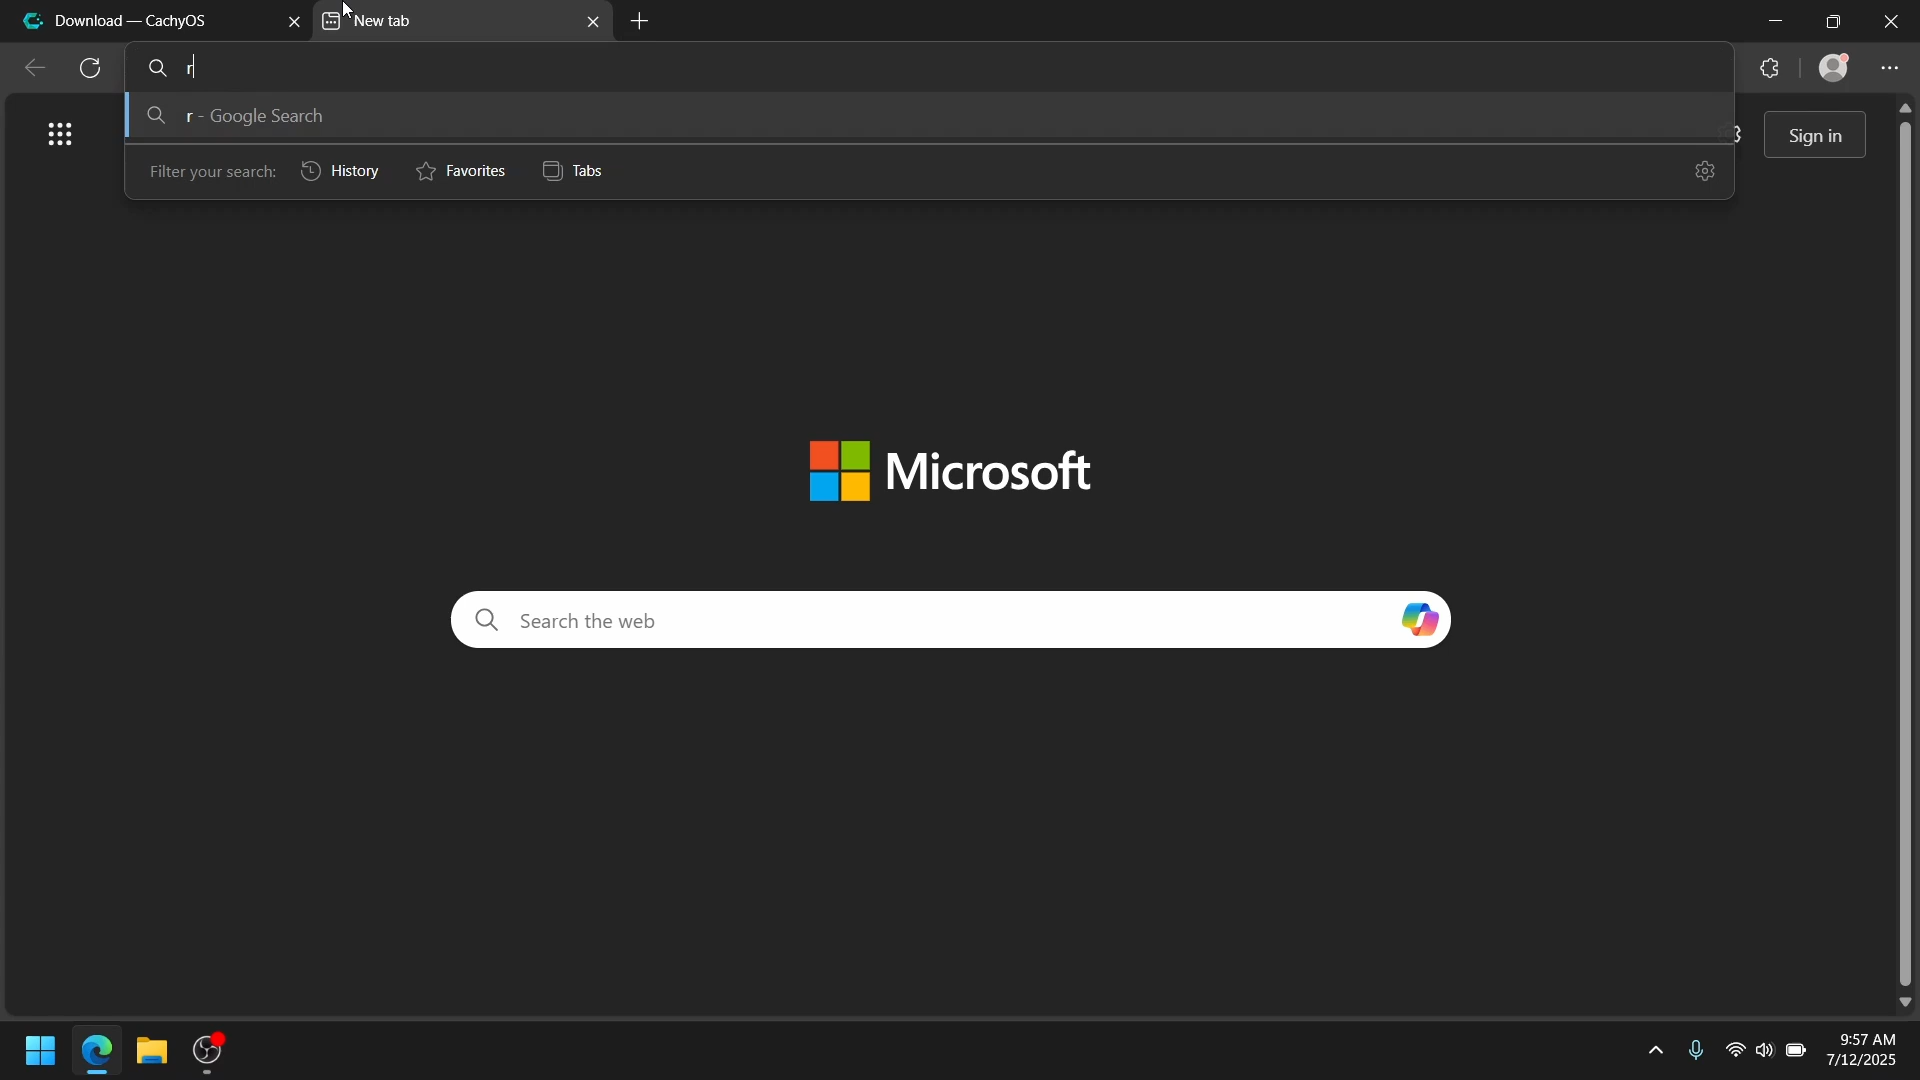 Download — CachyOS
New tab
r
r - Google Search
Filter your search:
History
Favorites
Tabs
Sign in
Microsoft
Search the web
9:57 AM
7/12/2025